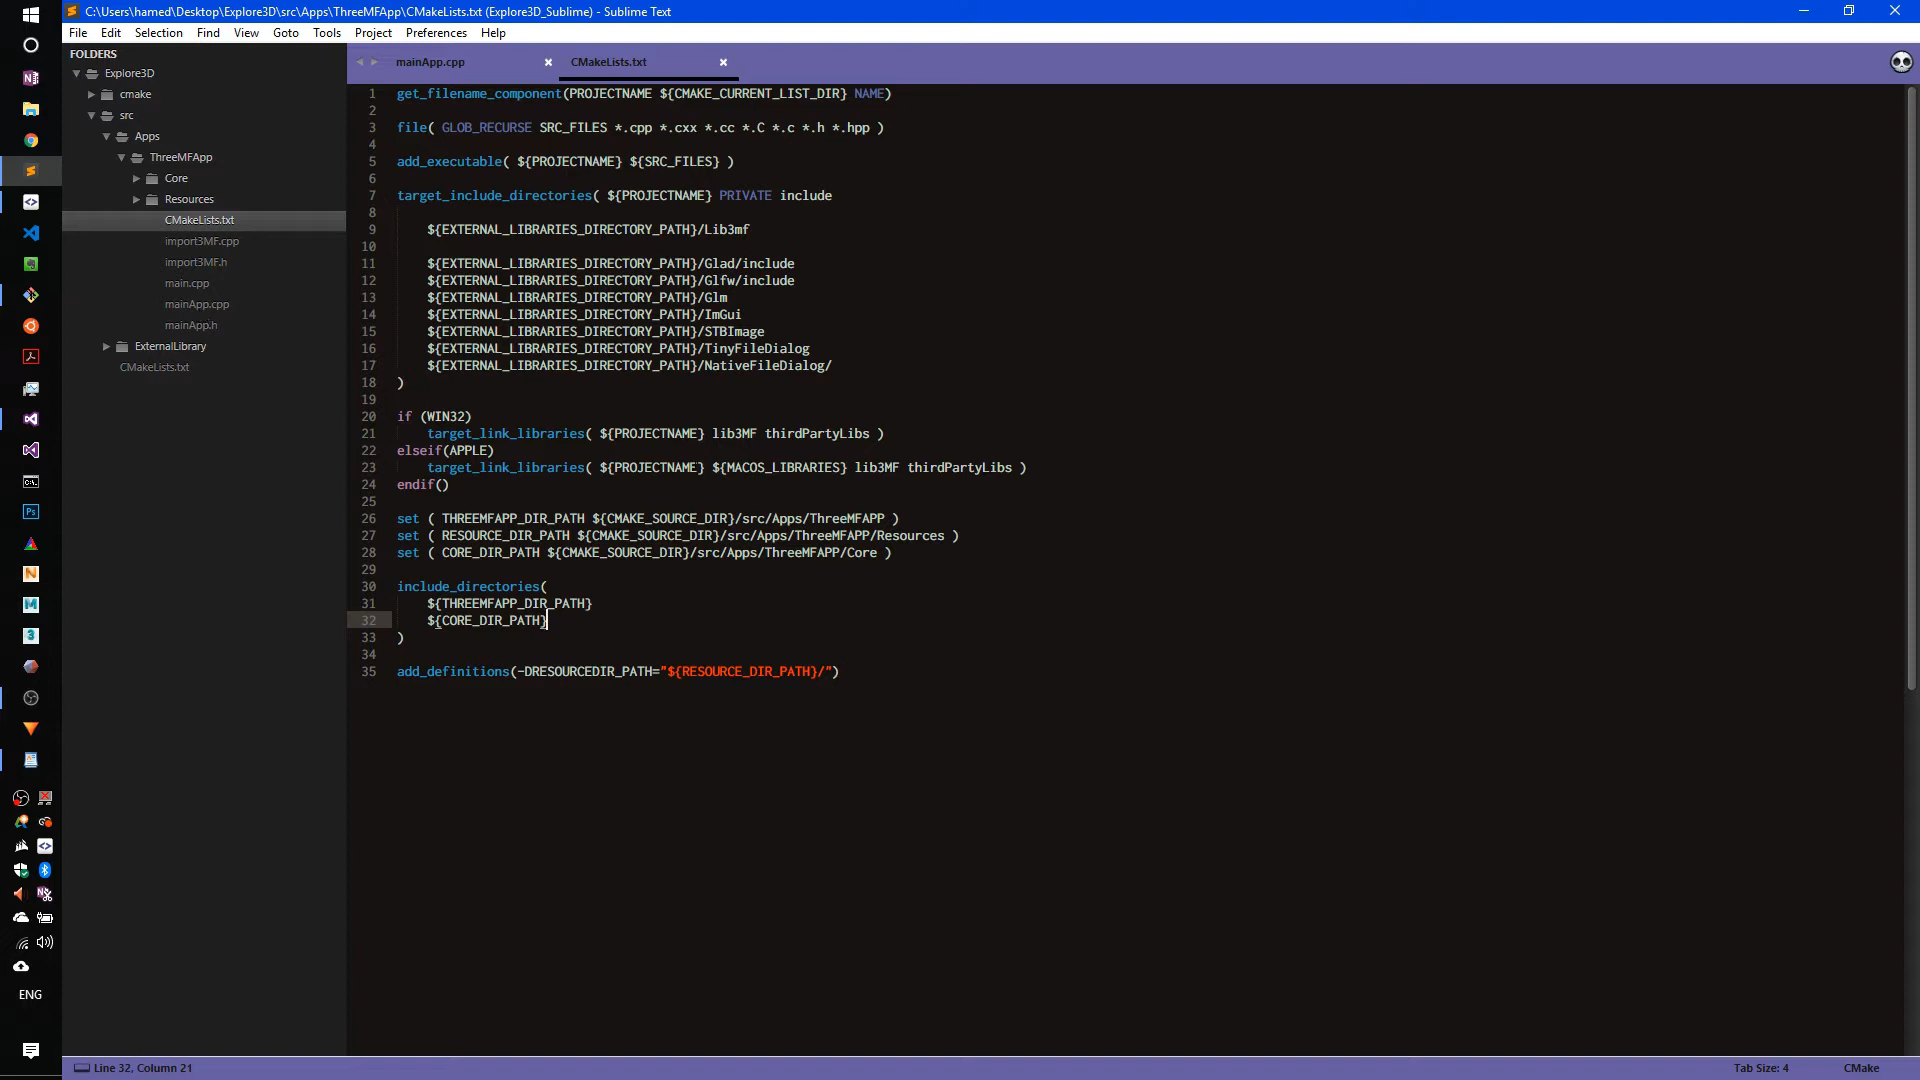 C:\Users\hamed\Desktop\Explore3D\src\Apps\ThreeMFApp\CMakeLists.txt (Explore3D_Sublime) - Sublime Text
File Edit Selection Find View Goto Tools Project Preferences Help
FOLDERS
Explore3D
cmake
src
Apps
ThreeMFApp
Core
Resources
CMakeLists.txt
import3MF.cpp
import3MF.h
main.cpp
mainApp.cpp
mainApp.h
ExternalLibrary
CMakeLists.txt
mainApp.cpp CMakeLists.txt
1 get_filename_component(PROJECTNAME ${CMAKE_CURRENT_LIST_DIR} NAME)
2
3 file( GLOB_RECURSE SRC_FILES *.cpp *.cxx *.cc *.C *.c *.h *.hpp )
4
5 add_executable( ${PROJECTNAME} ${SRC_FILES} )
6
7 target_include_directories( ${PROJECTNAME} PRIVATE include
8
9 ${EXTERNAL_LIBRARIES_DIRECTORY_PATH}/Lib3mf
10
11 ${EXTERNAL_LIBRARIES_DIRECTORY_PATH}/Glad/include
12 ${EXTERNAL_LIBRARIES_DIRECTORY_PATH}/Glfw/include
13 ${EXTERNAL_LIBRARIES_DIRECTORY_PATH}/Glm
14 ${EXTERNAL_LIBRARIES_DIRECTORY_PATH}/ImGui
15 ${EXTERNAL_LIBRARIES_DIRECTORY_PATH}/STBImage
16 ${EXTERNAL_LIBRARIES_DIRECTORY_PATH}/TinyFileDialog
17 ${EXTERNAL_LIBRARIES_DIRECTORY_PATH}/NativeFileDialog/
18 )
19
20 if (WIN32)
21 target_link_libraries( ${PROJECTNAME} lib3MF thirdPartyLibs )
22 elseif(APPLE)
23 target_link_libraries( ${PROJECTNAME} ${MACOS_LIBRARIES} lib3MF thirdPartyLibs )
24 endif()
25
26 set ( THREEMFAPP_DIR_PATH ${CMAKE_SOURCE_DIR}/src/Apps/ThreeMFAPP )
27 set ( RESOURCE_DIR_PATH ${CMAKE_SOURCE_DIR}/src/Apps/ThreeMFAPP/Resources )
28 set ( CORE_DIR_PATH ${CMAKE_SOURCE_DIR}/src/Apps/ThreeMFAPP/Core )
29
30 include_directories(
31 ${THREEMFAPP_DIR_PATH}
32 ${CORE_DIR_PATH}
33 )
34
35 add_definitions(-DRESOURCEDIR_PATH="${RESOURCE_DIR_PATH}/")
ENG
Line 32, Column 21
Tab Size: 4
CMake